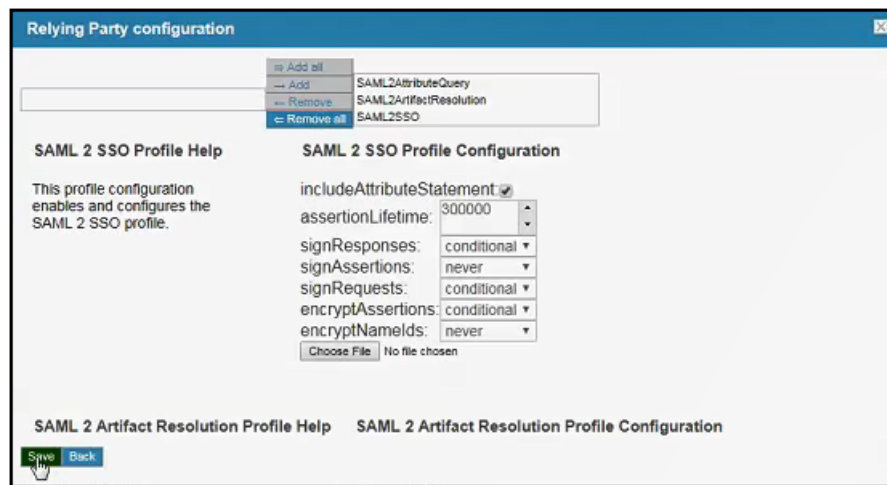 Relying Party configuration
⇒ Add all
→ Add
← Remove
⇐ Remove all
SAML2AttributeQuery
SAML2ArtifactResolution
SAML2SSO
SAML 2 SSO Profile Help
This profile configuration
enables and configures the
SAML 2 SSO profile.
SAML 2 SSO Profile Configuration
includeAttributeStatement:
assertionLifetime: 300000
signResponses: conditional
signAssertions: never
signRequests: conditional
encryptAssertions: conditional
encryptNameIds: never
Choose File No file chosen
SAML 2 Artifact Resolution Profile Help
SAML 2 Artifact Resolution Profile Configuration
Save Back